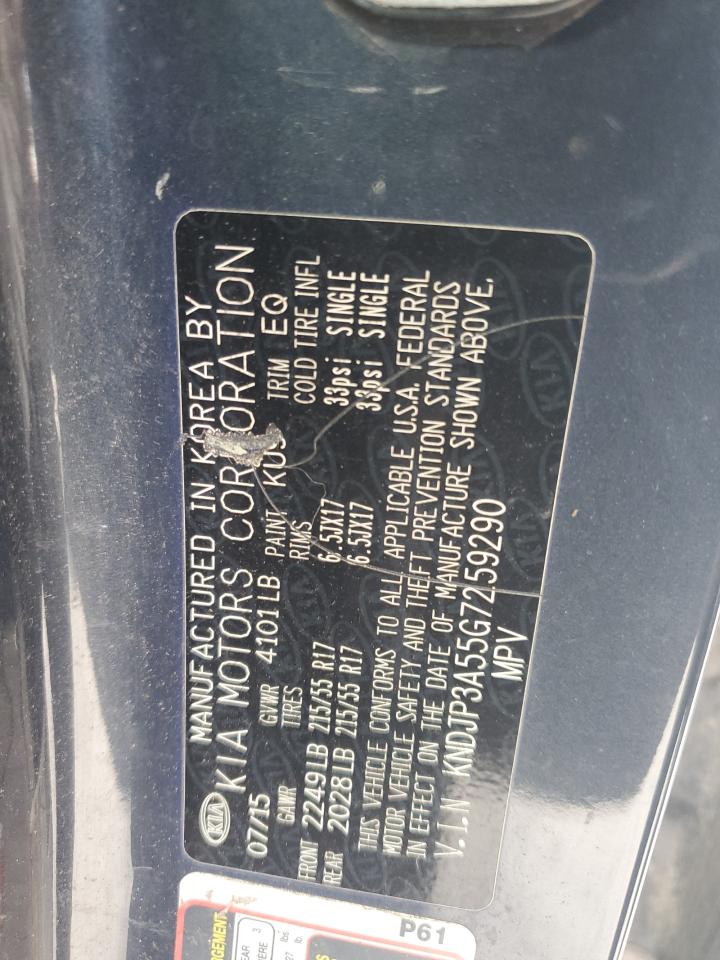 KIA
MANUFACTURED IN KOREA BY
KIA MOTORS CORPORATION
07/15 GVWR 4101LB PAINT TRIM EQ
GAWR TIRES RIMS COLD TIRE INFL
FRONT 2249LB 215/55 R17 6.5JX17 33psi SINGLE
REAR 2028LB 215/55 R17 6.5JX17 33psi SINGLE
THIS VEHICLE CONFORMS TO ALL APPLICABLE U.S.A. FEDERAL
MOTOR VEHICLE SAFETY AND THEFT PREVENTION STANDARDS
IN EFFECT ON THE DATE OF MANUFACTURE SHOWN ABOVE.
V.I.N KNDJP3A55G7259290
MPV
P61